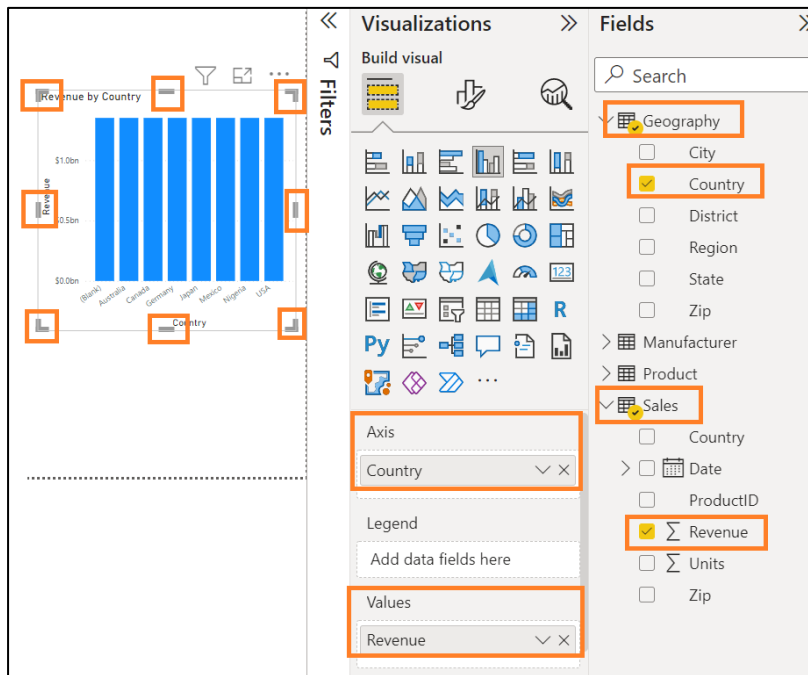 Revenue by Country
Revenue
$1.0bn
$0.5bn
$0.0bn
(Blank)
Australia
Canada
Germany
Japan
Mexico
Nigeria
USA
Country
Filters
Visualizations
Build visual
123
R
Py
Axis
Country
Legend
Add data fields here
Values
Revenue
Fields
Search
Geography
City
Country
District
Region
State
Zip
Manufacturer
Product
Sales
Country
Date
ProductID
Σ Revenue
Σ Units
Zip